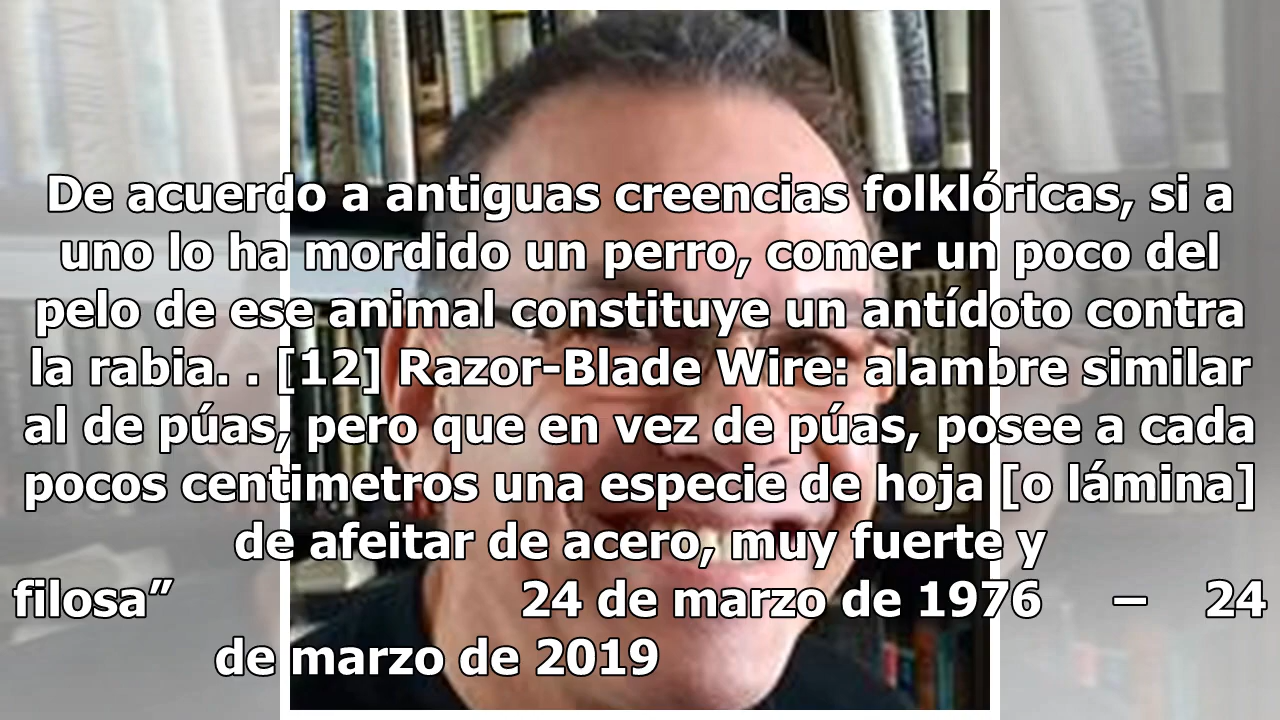 De acuerdo a antiguas creencias folklóricas, si a
uno lo ha mordido un perro, comer un poco del
pelo de ese animal constituye un antídoto contra
la rabia. . [12] Razor-Blade Wire: alambre similar
al de púas, pero que en vez de púas, posee a cada
pocos centimetros una especie de hoja [o lámina]
de afeitar de acero, muy fuerte y
filosa” 24 de marzo de 1976 – 24
de marzo de 2019